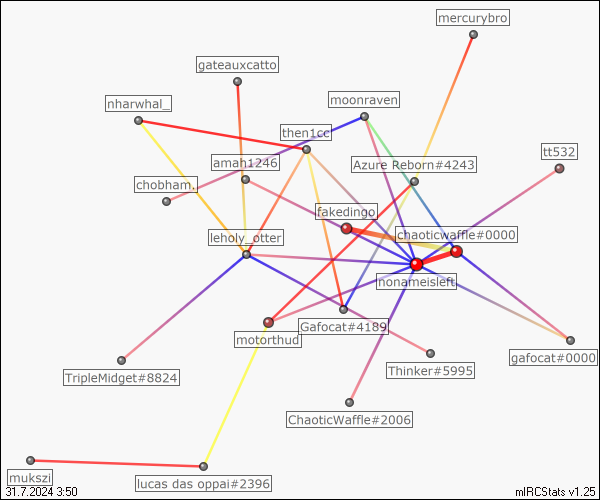 mercurybro
gateauxcatto
nharwhal_
moonraven
then1cc
tt532
amah1246
Azure Reborn#4243
chobham.
fakedingo
leholy_otter
chaoticwaffle#0000
nonameisleft
Gafocat#4189
motorthud
gafocat#0000
TripleMidget#8824
Thinker#5995
ChaoticWaffle#2006
mukszi
lucas das oppai#2396
31.7.2024 3:50
mIRCStats v1.25